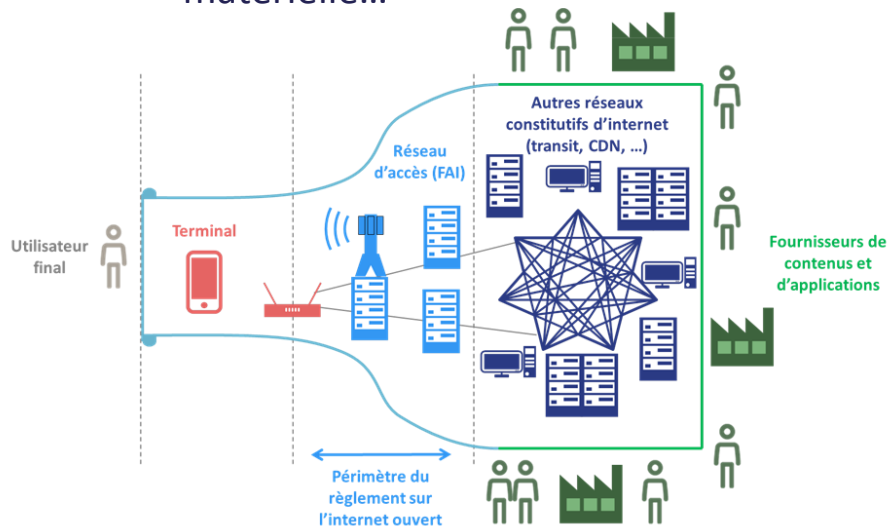 matérielle…
Autres réseaux
constitutifs d’internet
(transit, CDN, …)
Réseau
d’accès (FAI)
Terminal
Utilisateur
final
Fournisseurs de
contenus et
d’applications
Périmètre du
règlement sur
l’internet ouvert